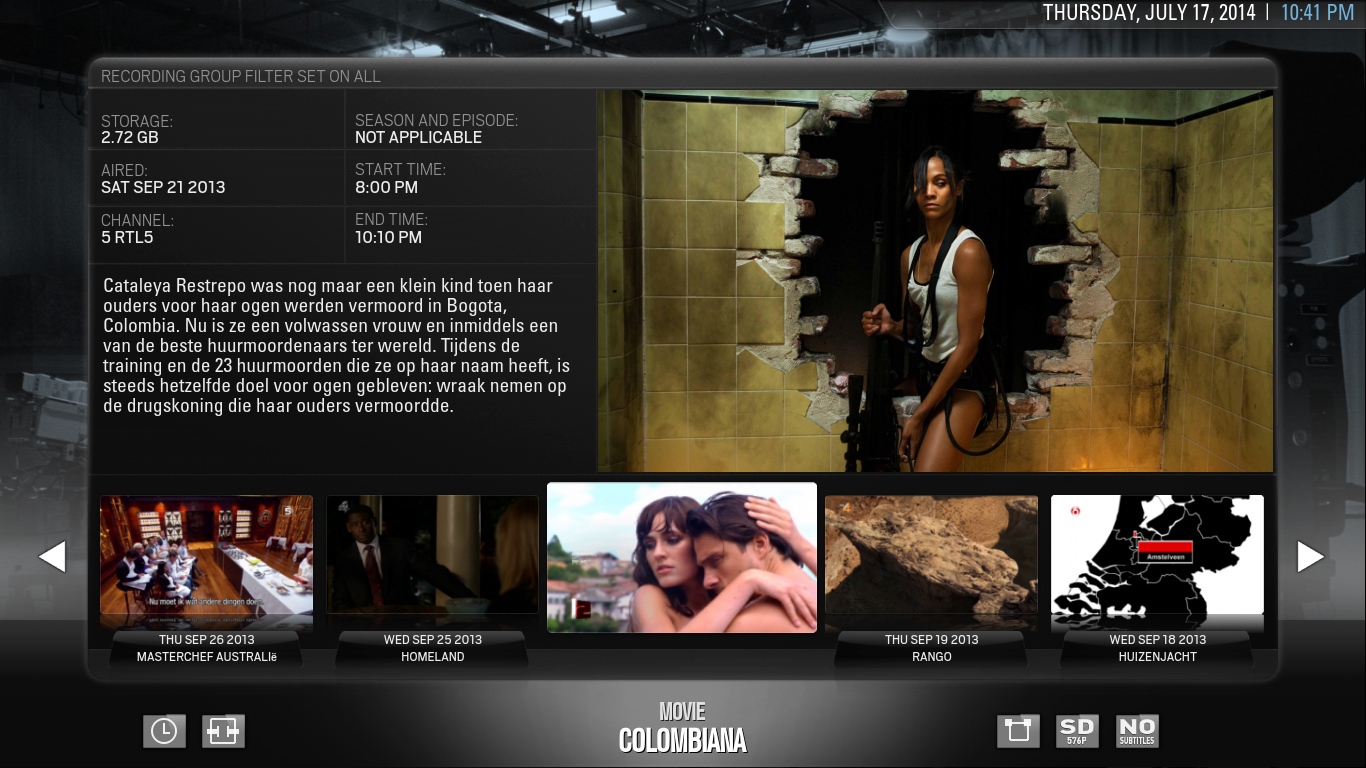 THURSDAY, JULY 17, 2014 | 10:41 PM
RECORDING GROUP FILTER SET ON ALL
STORAGE:
2.72 GB
SEASON AND EPISODE:
NOT APPLICABLE
AIRED:
SAT SEP 21 2013
START TIME:
8:00 PM
CHANNEL:
5 RTL5
END TIME:
10:10 PM
Cataleya Restrepo was nog maar een klein kind toen haar
ouders voor haar ogen werden vermoord in Bogota,
Colombia. Nu is ze een volwassen vrouw en inmiddels een
van de beste huurmoordenaars ter wereld. Tijdens de
training en de 23 huurmoorden die ze op haar naam heeft, is
steeds hetzelfde doel voor ogen gebleven: wraak nemen op
de drugskoning die haar ouders vermoordde.
5
Nu moet ik wat andere dingen doen.
4
Amstelveen
THU SEP 26 2013
MASTERCHEF AUSTRALIë
WED SEP 25 2013
HOMELAND
THU SEP 19 2013
RANGO
WED SEP 18 2013
HUIZENJACHT
MOVIE
COLOMBIANA
SD
576P
NO
SUBTITLES